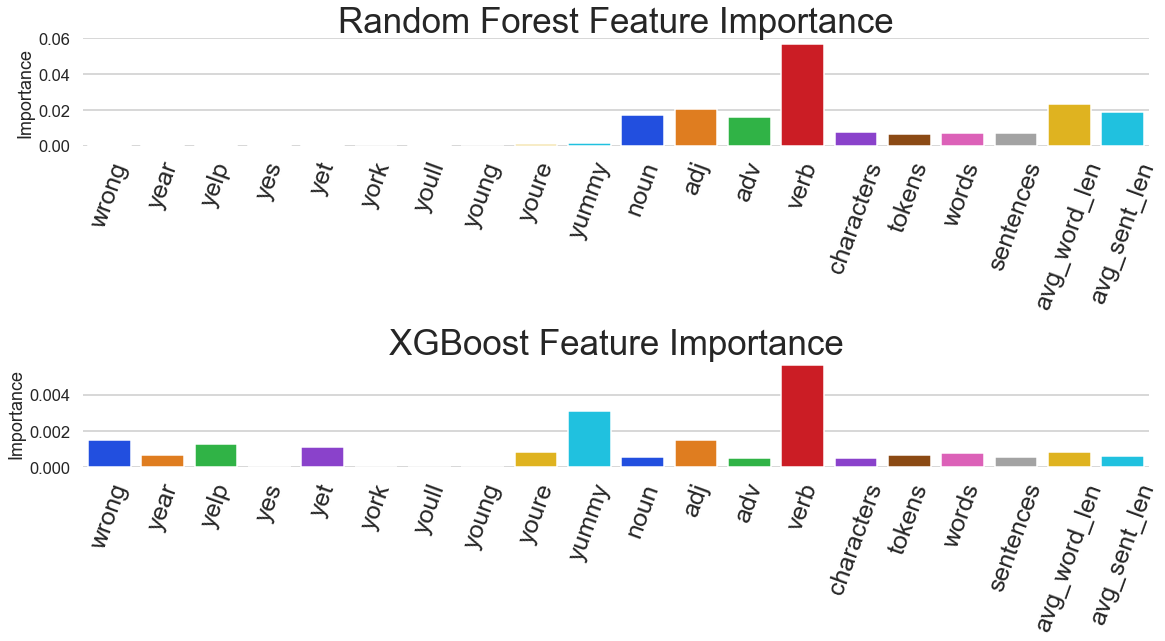 Random Forest Feature Importance
Importance
0.06
0.04
0.02
0.00
wrong
year
yelp
yes
yet
york
youll
young
youre
yummy
noun
adj
adv
verb
characters
tokens
words
sentences
avg_word_len
avg_sent_len
XGBoost Feature Importance
Importance
0.004
0.002
0.000
wrong
year
yelp
yes
yet
york
youll
young
youre
yummy
noun
adj
adv
verb
characters
tokens
words
sentences
avg_word_len
avg_sent_len